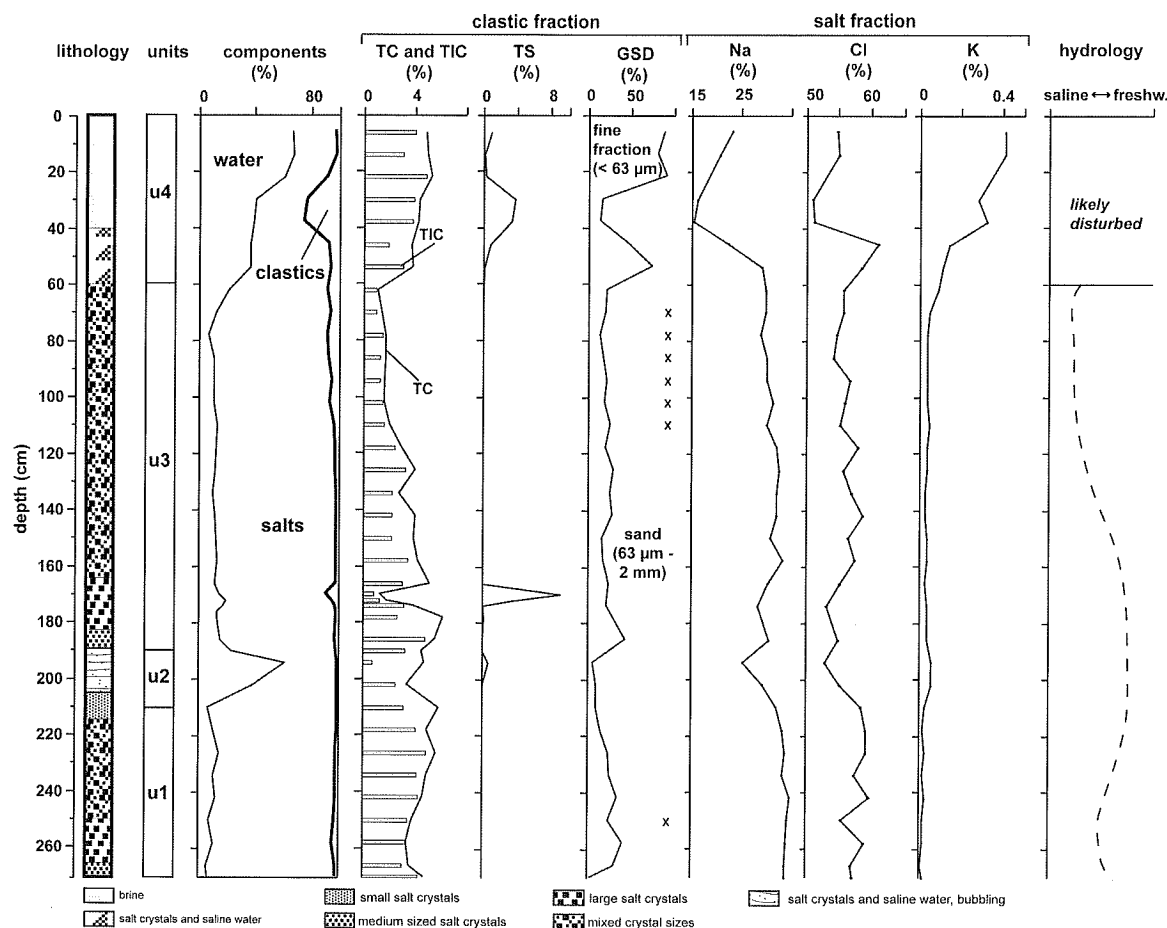 clastic fraction
salt fraction
lithology units components TC and TIC TS GSD Na Cl K hydrology
(%) (%) (%) (%) (%) (%) (%)
saline ↔ freshw.
0 80 0 4 0 10 0 50 15 25 50 60 0 0.4
depth (cm)
0
20
40
60
80
100
120
140
160
180
200
220
240
260
u4
u3
u2
u1
water
clastics
salts
TIC
TC
fine
fraction
(< 63 µm)
sand
(63 µm -
2 mm)
x
x
x
x
x
x
x
likely
disturbed
brine
salt crystals and saline water
small salt crystals
medium sized salt crystals
large salt crystals
mixed crystal sizes
salt crystals and saline water, bubbling